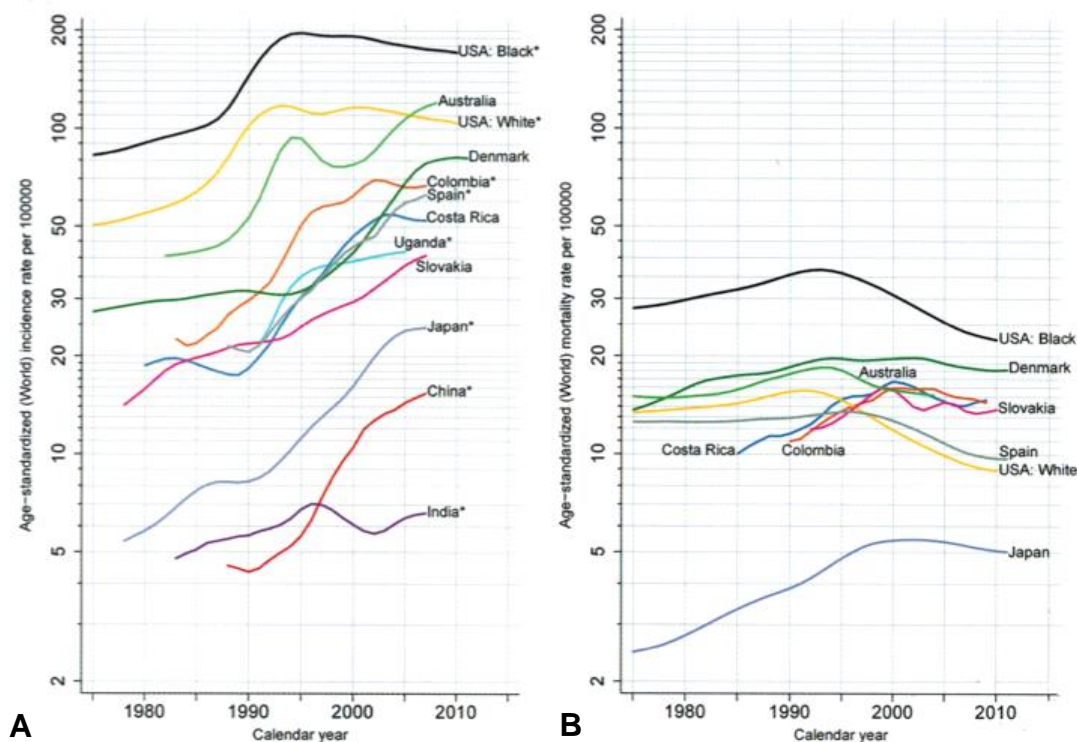 Age-standardized (World) incidence rate per 100000
200
100
50
30
20
10
5
2
USA: Black*
Australia
USA: White*
Denmark
Colombia*
Spain*
Costa Rica
Uganda*
Slovakia
Japan*
China*
India*
1980 1990 2000 2010
Calendar year
A
Age-standardized (World) mortality rate per 100000
200
100
50
30
20
10
5
2
USA: Black
Denmark
Australia
Slovakia
Costa Rica
Colombia
Spain
USA: White
Japan
1980 1990 2000 2010
Calendar year
B